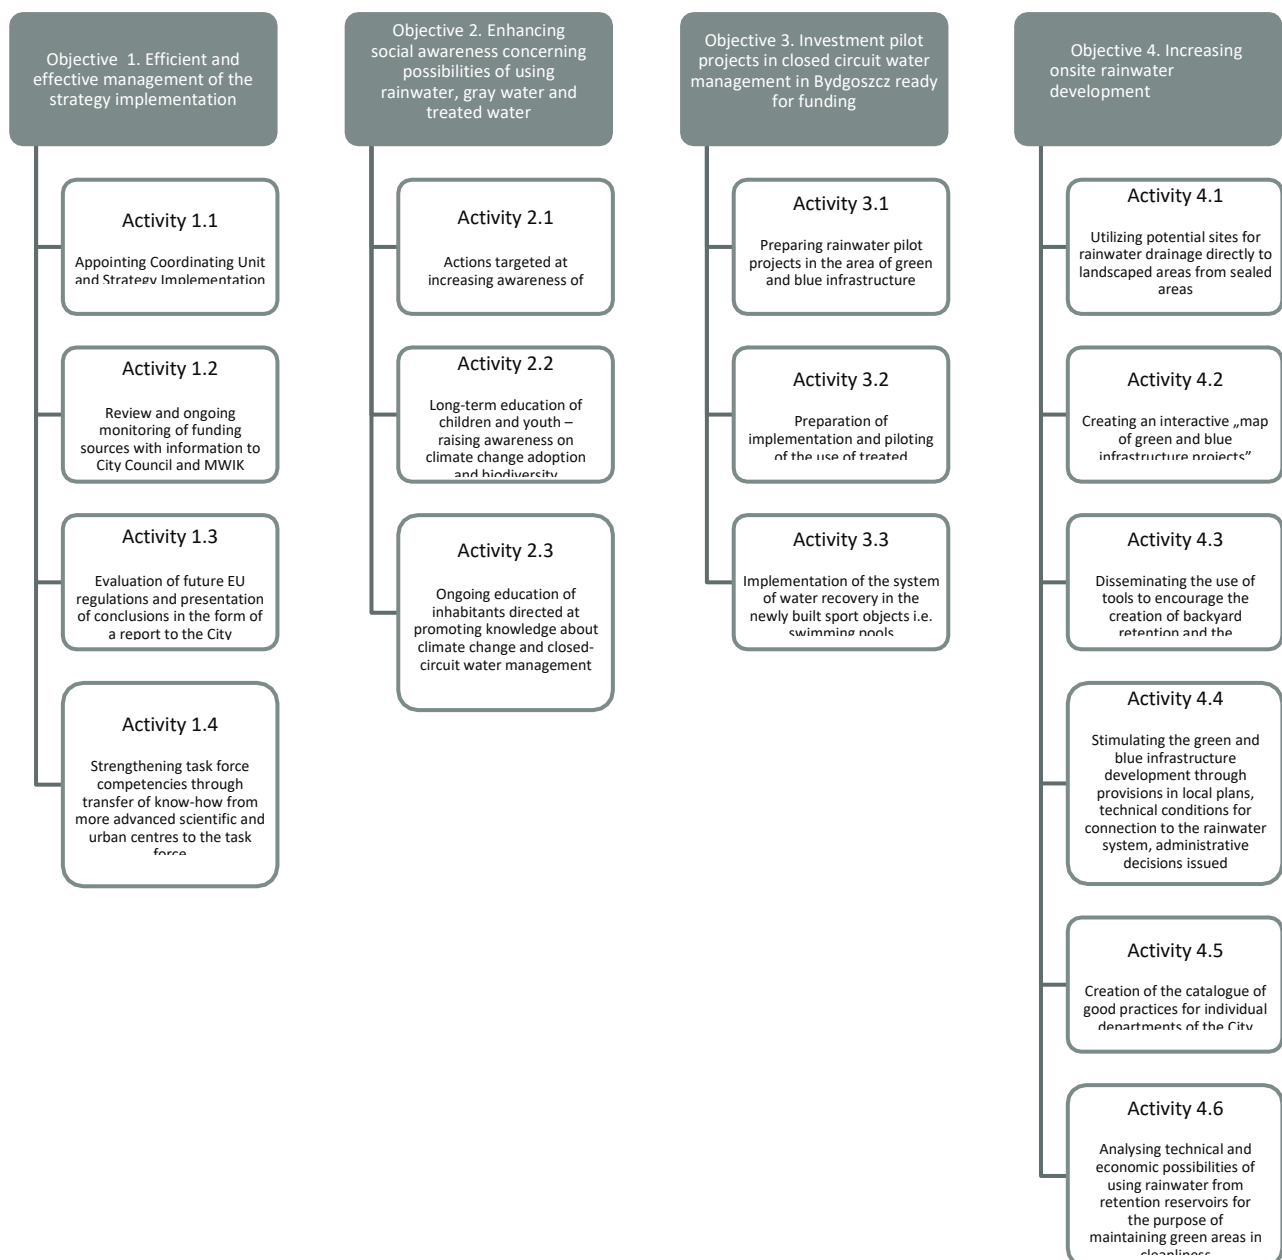 Objective 1. Efficient and
effective management of the
strategy implementation
Activity 1.1
Appointing Coordinating Unit
and Strategy Implementation
Activity 1.2
Review and ongoing
monitoring of funding
sources with information to
City Council and MWIK
Activity 1.3
Evaluation of future EU
regulations and presentation
of conclusions in the form of
a report to the City
Activity 1.4
Strengthening task force
competencies through
transfer of know-how from
more advanced scientific and
urban centres to the task
force
Objective 2. Enhancing
social awareness concerning
possibilities of using
rainwater, gray water and
treated water
Activity 2.1
Actions targeted at
increasing awareness of
Activity 2.2
Long-term education of
children and youth –
raising awareness on
climate change adoption
and biodiversity
Activity 2.3
Ongoing education of
inhabitants directed at
promoting knowledge about
climate change and closed-
circuit water management
Objective 3. Investment pilot
projects in closed circuit water
management in Bydgoszcz ready
for funding
Activity 3.1
Preparing rainwater pilot
projects in the area of green
and blue infrastructure
Activity 3.2
Preparation of
implementation and piloting
of the use of treated
Activity 3.3
Implementation of the system
of water recovery in the
newly built sport objects i.e.
swimming pools
Objective 4. Increasing
onsite rainwater
development
Activity 4.1
Utilizing potential sites for
rainwater drainage directly to
landscaped areas from sealed
areas
Activity 4.2
Creating an interactive „map
of green and blue
infrastructure projects”
Activity 4.3
Disseminating the use of
tools to encourage the
creation of backyard
retention and the
Activity 4.4
Stimulating the green and
blue infrastructure
development through
provisions in local plans,
technical conditions for
connection to the rainwater
system, administrative
decisions issued
Activity 4.5
Creation of the catalogue of
good practices for individual
departments of the City
Activity 4.6
Analysing technical and
economic possibilities of
using rainwater from
retention reservoirs for
the purpose of
maintaining green areas in
cleanliness